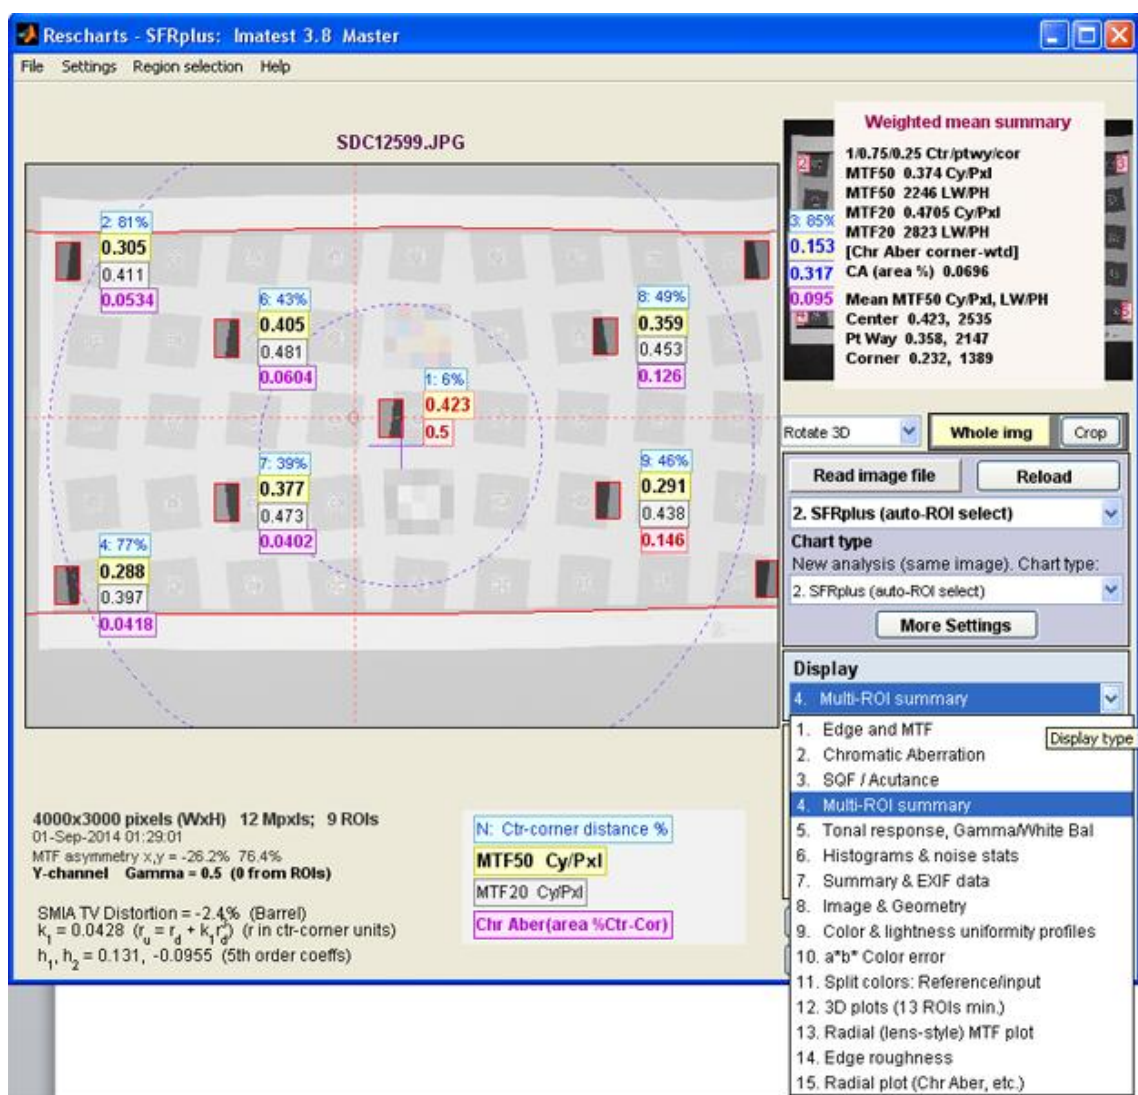 Rescharts - SFRplus: Imatest 3.8 Master
File Settings Region selection Help
SDC12599.JPG
2: 81%
0.305
0.411
0.0534
6: 43%
0.405
0.481
0.0604
8: 49%
0.359
0.453
0.126
1: 6%
0.423
0.5
7: 39%
0.377
0.473
0.0402
9: 46%
0.291
0.438
0.146
4: 77%
0.288
0.397
0.0418
3: 85%
0.153
0.317
0.095
2
3
5
Weighted mean summary
1/0.75/0.25 Ctr/ptwy/cor
MTF50 0.374 Cy/Pxl
MTF50 2246 LW/PH
MTF20 0.4705 Cy/Pxl
MTF20 2823 LW/PH
[Chr Aber corner-wtd]
CA (area %) 0.0696
Mean MTF50 Cy/Pxl, LW/PH
Center 0.423, 2535
Pt Way 0.358, 2147
Corner 0.232, 1389
Rotate 3D
Whole img
Crop
Read image file
Reload
2. SFRplus (auto-ROI select)
Chart type
New analysis (same image). Chart type:
2. SFRplus (auto-ROI select)
More Settings
Display
4. Multi-ROI summary
1. Edge and MTF
Display type
2. Chromatic Aberration
3. SQF / Acutance
4. Multi-ROI summary
5. Tonal response, Gamma/White Bal
6. Histograms & noise stats
7. Summary & EXIF data
8. Image & Geometry
9. Color & lightness uniformity profiles
10. a*b* Color error
11. Split colors: Reference/input
12. 3D plots (13 ROIs min.)
13. Radial (lens-style) MTF plot
14. Edge roughness
15. Radial plot (Chr Aber, etc.)
4000x3000 pixels (WxH) 12 Mpxls; 9 ROIs
01-Sep-2014 01:29:01
MTF asymmetry x,y = -26.2% 76.4%
Y-channel Gamma = 0.5 (0 from ROIs)
SMIA TV Distortion = -2.4% (Barrel)
k1 = 0.0428 (ru = rd + k1rd3) (r in ctr-corner units)
h1, h2 = 0.131, -0.0955 (5th order coeffs)
N: Ctr-corner distance %
MTF50 Cy/Pxl
MTF20 Cy/Pxl
Chr Aber(area %Ctr-Cor)